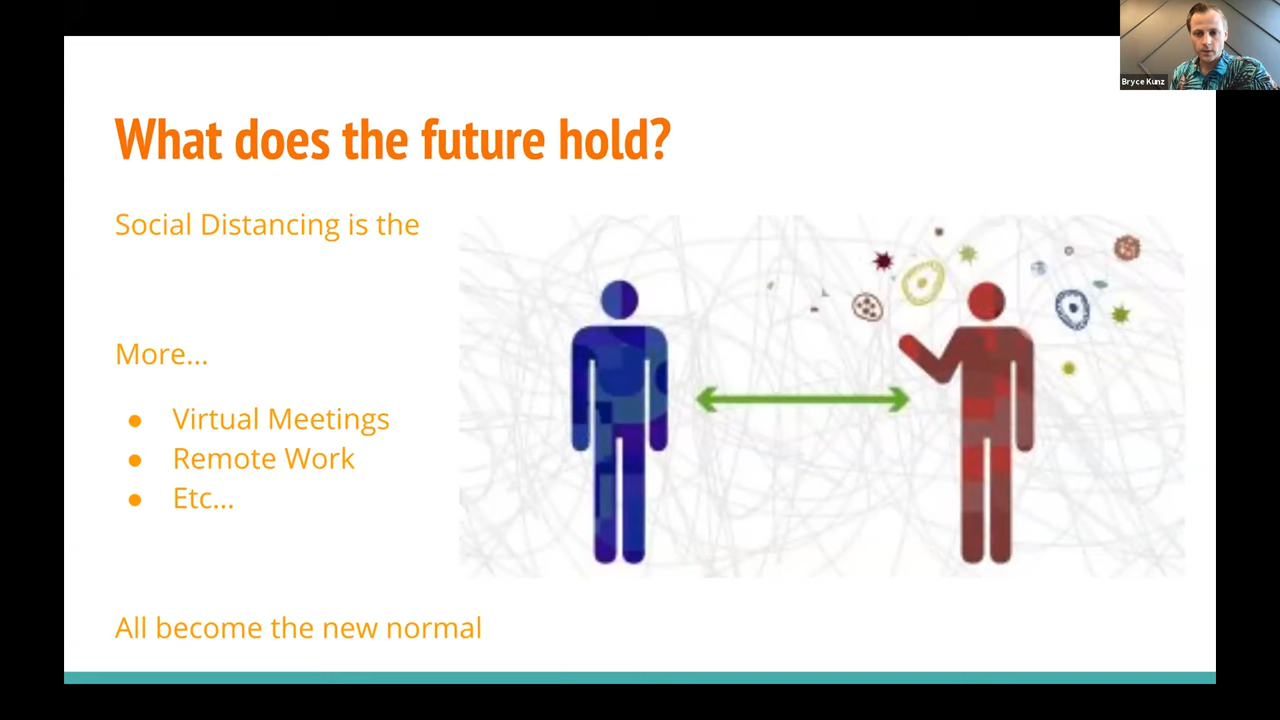 Bryce Kunz
What does the future hold?
Social Distancing is the
More...
● Virtual Meetings
● Remote Work
● Etc...
All become the new normal